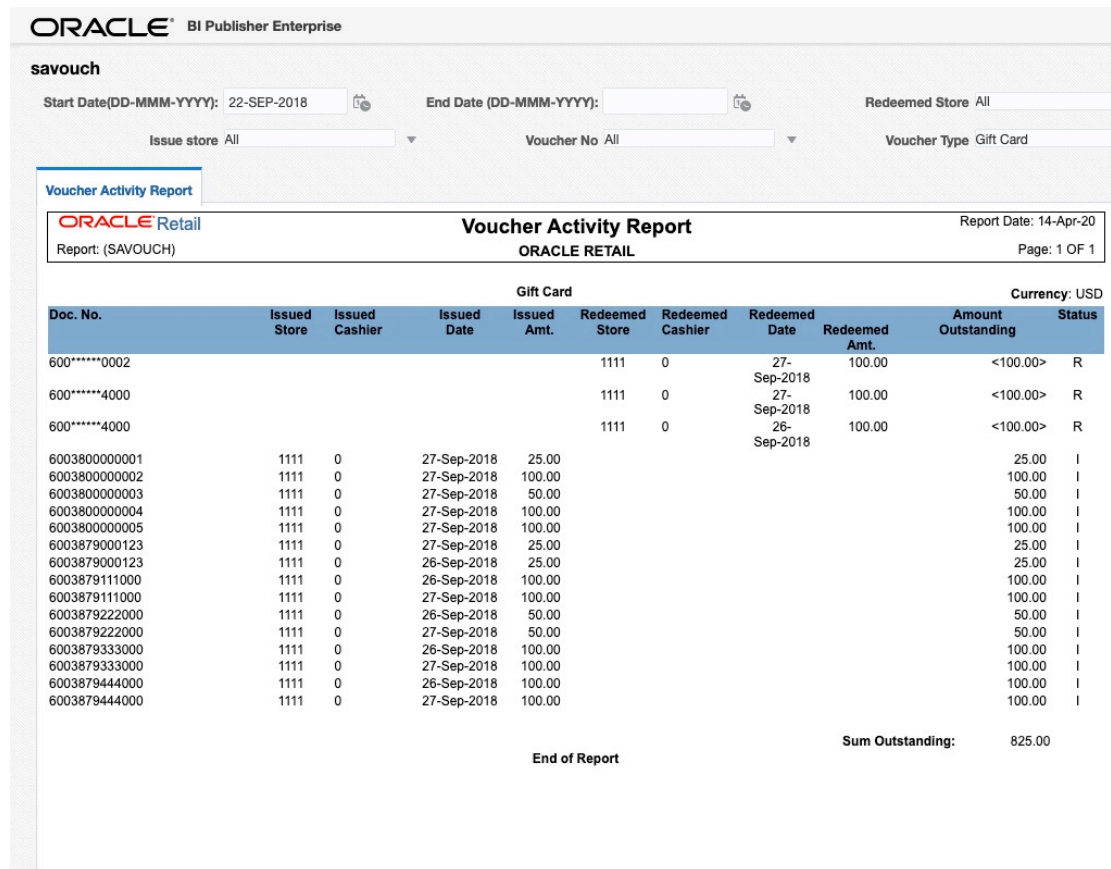 ORACLE® BI Publisher Enterprise
savouch
Start Date(DD-MMM-YYYY): 22-SEP-2018 End Date (DD-MMM-YYYY): Redeemed Store All
Issue store All Voucher No All Voucher Type Gift Card
Voucher Activity Report
ORACLE Retail Voucher Activity Report Report Date: 14-Apr-20
Report: (SAVOUCH) ORACLE RETAIL Page: 1 OF 1
Gift Card Currency: USD
Doc. No. Issued Issued Issued Issued Redeemed Redeemed Redeemed Amount Status
Store Cashier Date Amt. Store Cashier Date Redeemed Outstanding
Amt.
600******0002 1111 0 27- 100.00 <100.00> R
Sep-2018
600******4000 1111 0 27- 100.00 <100.00> R
Sep-2018
600******4000 1111 0 26- 100.00 <100.00> R
Sep-2018
6003800000001 1111 0 27-Sep-2018 25.00 25.00 I
6003800000002 1111 0 27-Sep-2018 100.00 100.00 I
6003800000003 1111 0 27-Sep-2018 50.00 50.00 I
6003800000004 1111 0 27-Sep-2018 100.00 100.00 I
6003800000005 1111 0 27-Sep-2018 100.00 100.00 I
6003879000123 1111 0 27-Sep-2018 25.00 25.00 I
6003879000123 1111 0 26-Sep-2018 25.00 25.00 I
6003879111000 1111 0 26-Sep-2018 100.00 100.00 I
6003879111000 1111 0 27-Sep-2018 100.00 100.00 I
6003879222000 1111 0 26-Sep-2018 50.00 50.00 I
6003879222000 1111 0 27-Sep-2018 50.00 50.00 I
6003879333000 1111 0 26-Sep-2018 100.00 100.00 I
6003879333000 1111 0 27-Sep-2018 100.00 100.00 I
6003879444000 1111 0 26-Sep-2018 100.00 100.00 I
6003879444000 1111 0 27-Sep-2018 100.00 100.00 I
Sum Outstanding: 825.00
End of Report